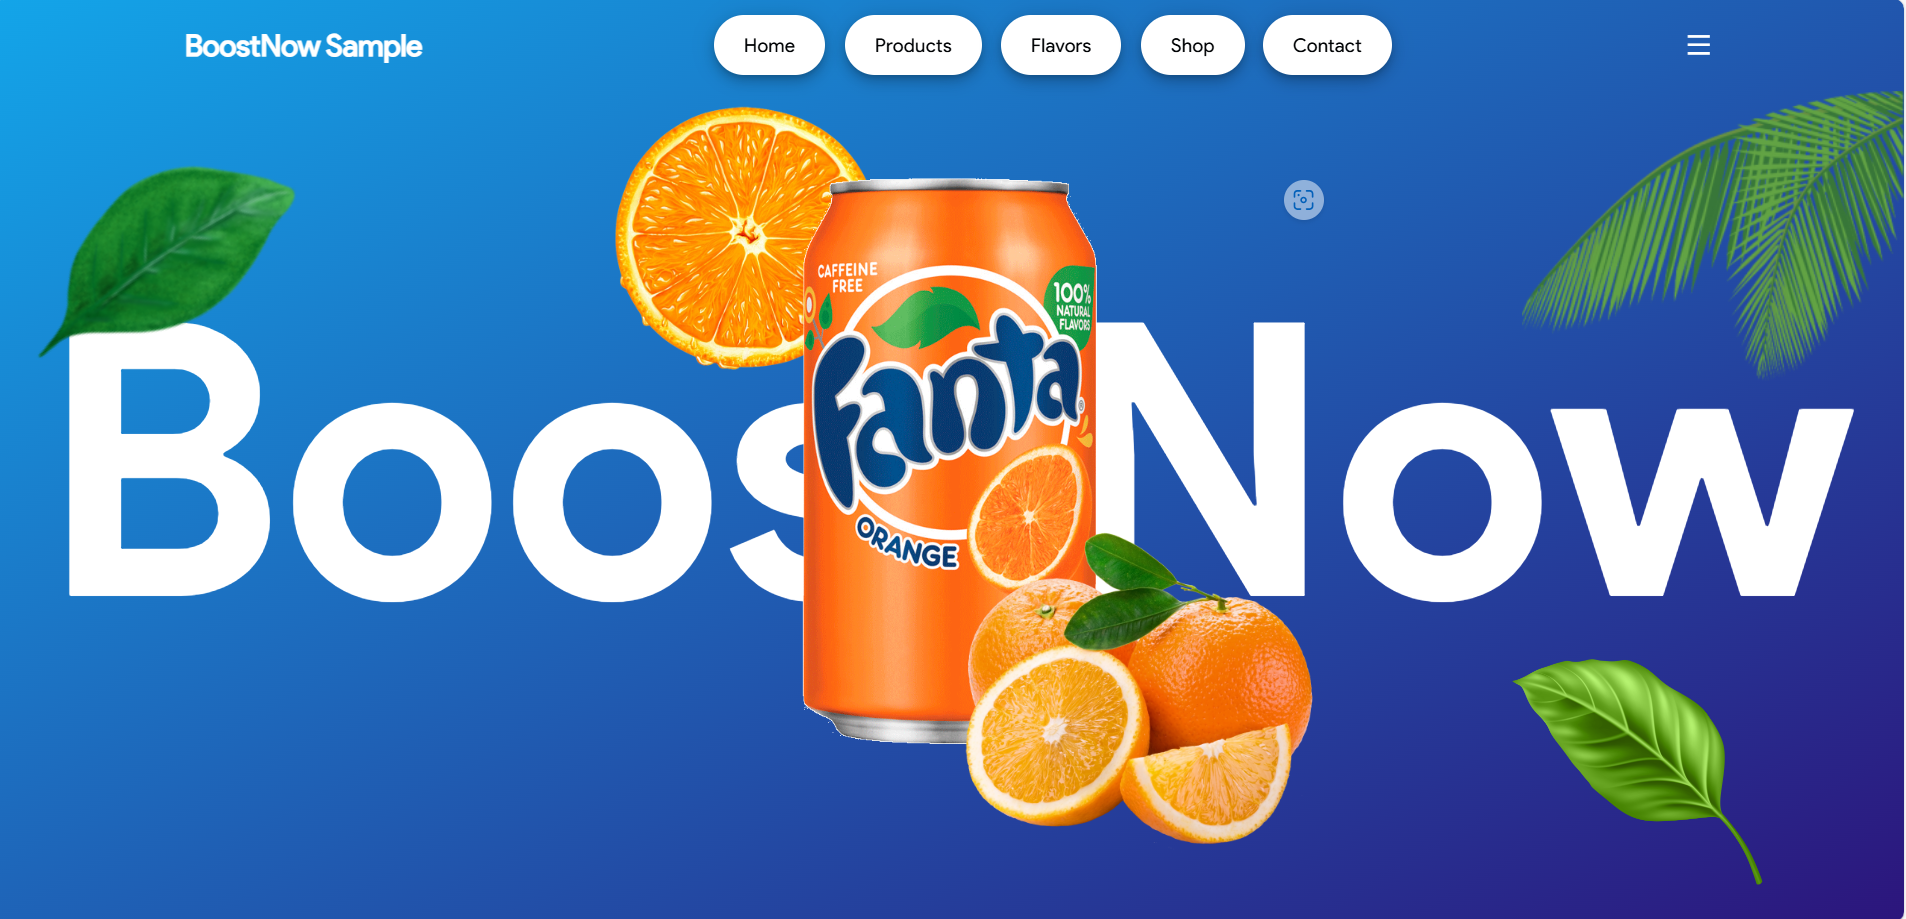 BoostNow Sample
Home
Products
Flavors
Shop
Contact
CAFFEINE
FREE
100%
NATURAL
FLAVORS
Fanta®
ORANGE
Boos Now